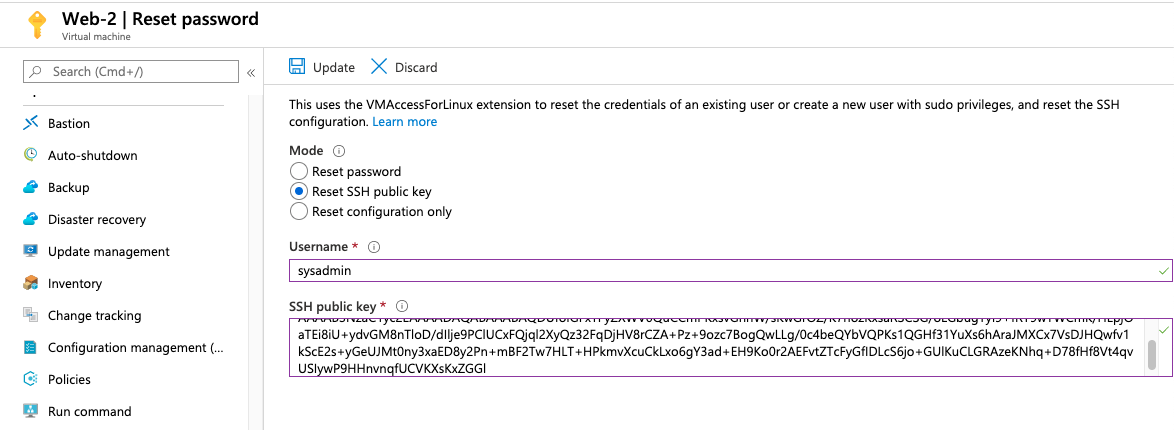 Web-2 | Reset password
Virtual machine
Search (Cmd+/)
«
Update
Discard
Bastion
Auto-shutdown
Backup
Disaster recovery
Update management
Inventory
Change tracking
Configuration management (...
Policies
Run command
This uses the VMAccessForLinux extension to reset the credentials of an existing user or create a new user with sudo privileges, and reset the SSH
configuration. Learn more
Mode
Reset password
Reset SSH public key
Reset configuration only
Username *
sysadmin
SSH public key *
aTEi8iU+ydvGM8nTloD/dIlje9PClUCxFQjql2XyQz32FqDjHV8rCZA+Pz+9ozc7BogQwLLg/0c4beQYbVQPKs1QGHf31YuXs6hAraJMXCx7VsDJHQwfv1
kScE2s+yGeUJMt0ny3xaED8y2Pn+mBF2Tw7HLT+HPkmvXcuCkLxo6gY3ad+EH9Ko0r2AEFvtZTcFyGfIDLcS6jo+GUlKuCLGRAzeKNhq+D78fHf8Vt4qv
USlywP9HHnvnqfUCVKXsKxZGGl